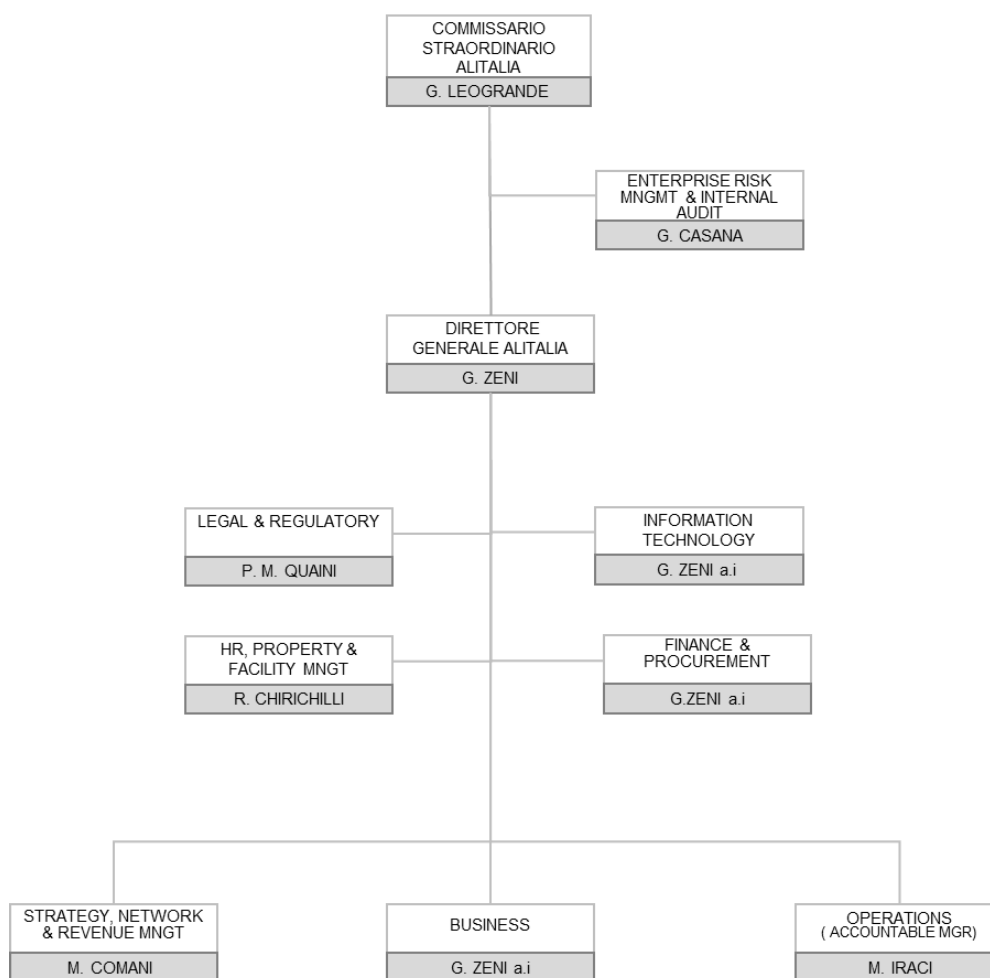 COMMISSARIO
STRAORDINARIO
ALITALIA
G. LEOGRANDE
ENTERPRISE RISK
MNGMT & INTERNAL
AUDIT
G. CASANA
DIRETTORE
GENERALE ALITALIA
G. ZENI
LEGAL & REGULATORY
P. M. QUAINI
INFORMATION
TECHNOLOGY
G. ZENI a.i
HR, PROPERTY &
FACILITY MNGT
R. CHIRICHILLI
FINANCE &
PROCUREMENT
G.ZENI a.i
STRATEGY, NETWORK
& REVENUE MNGT
M. COMANI
BUSINESS
G. ZENI a.i
OPERATIONS
( ACCOUNTABLE MGR)
M. IRACI